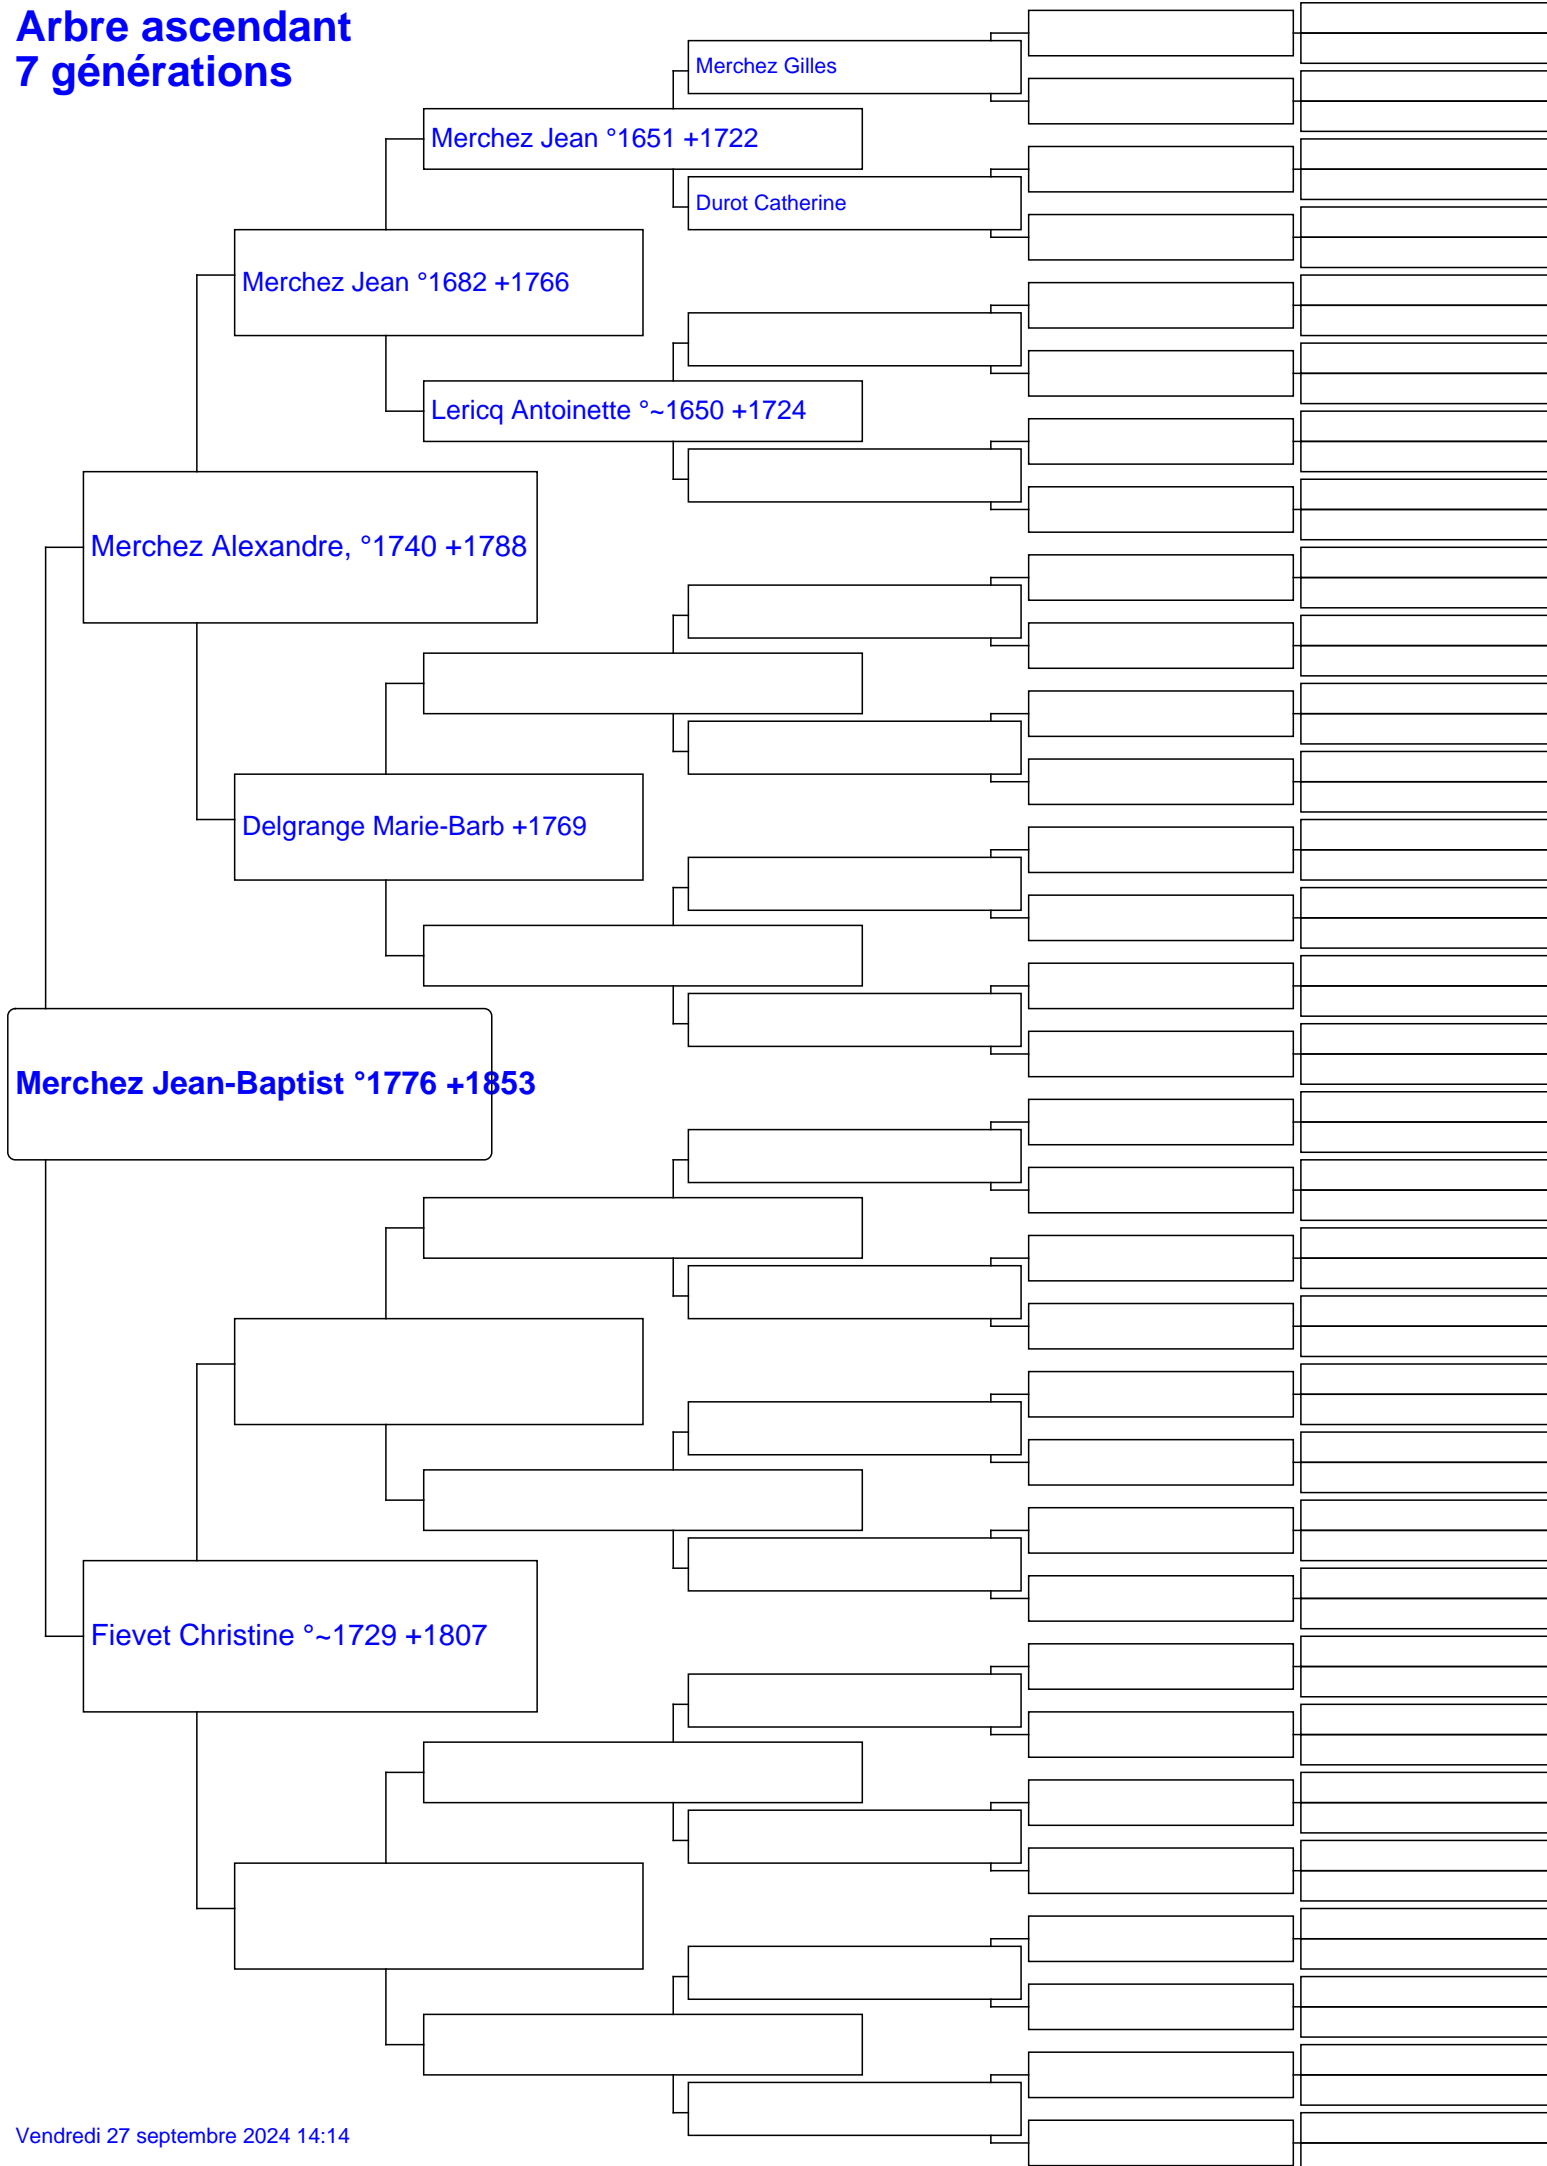 Arbre ascendant
7 générations
Merchez Gilles
Merchez Jean °1651 +1722
Durot Catherine
Merchez Jean °1682 +1766
Lericq Antoinette °~1650 +1724
Merchez Alexandre, °1740 +1788
Delgrange Marie-Barb +1769
Merchez Jean-Baptist °1776 +1853
Fievet Christine °~1729 +1807
Vendredi 27 septembre 2024 14:14